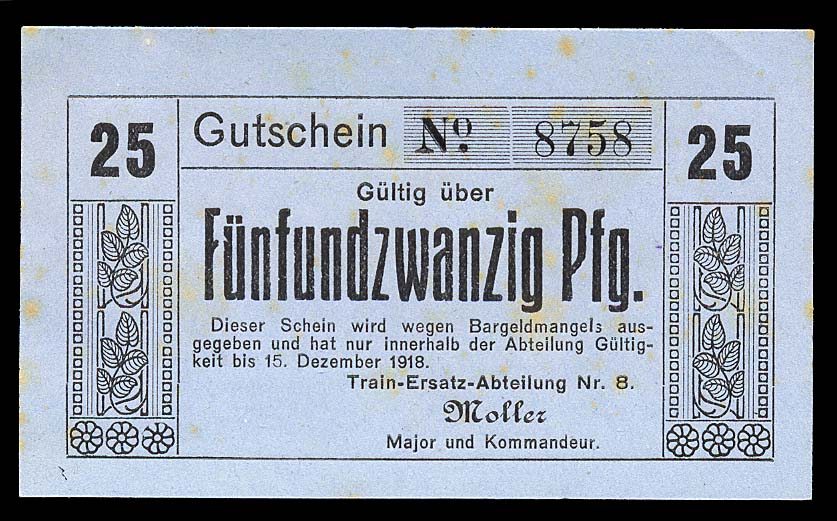 25 Gutschein No. 8758 25
Gültig über
Fünfundzwanzig Pfg.
Dieser Schein wird wegen Bargeldmangels aus-
gegeben und hat nur innerhalb der Abteilung Gültig-
keit bis 15. Dezember 1918.
Train-Ersatz-Abteilung Nr. 8.
Moller
Major und Kommandeur.